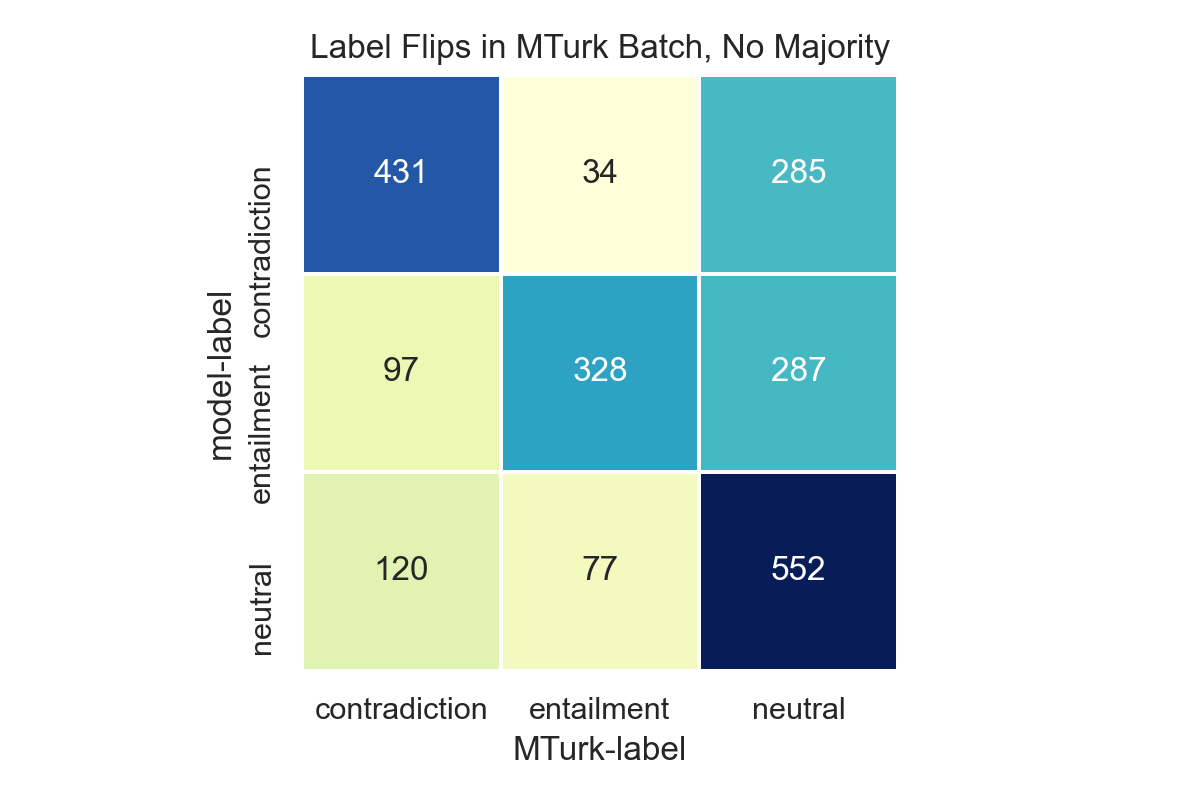 Label Flips in MTurk Batch, No Majority
model-label
contradiction
431 34 285
entailment
97 328 287
neutral
120 77 552
contradiction entailment neutral
MTurk-label